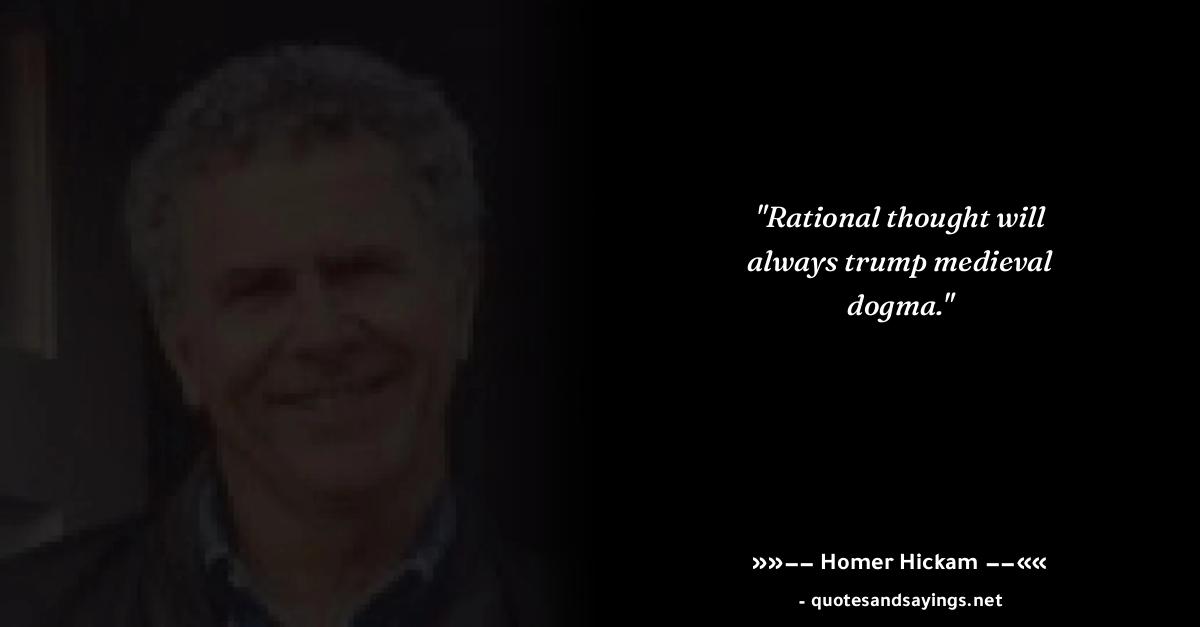 "Rational thought will
always trump medieval
dogma."
»»–– Homer Hickam ––««
- quotesandsayings.net